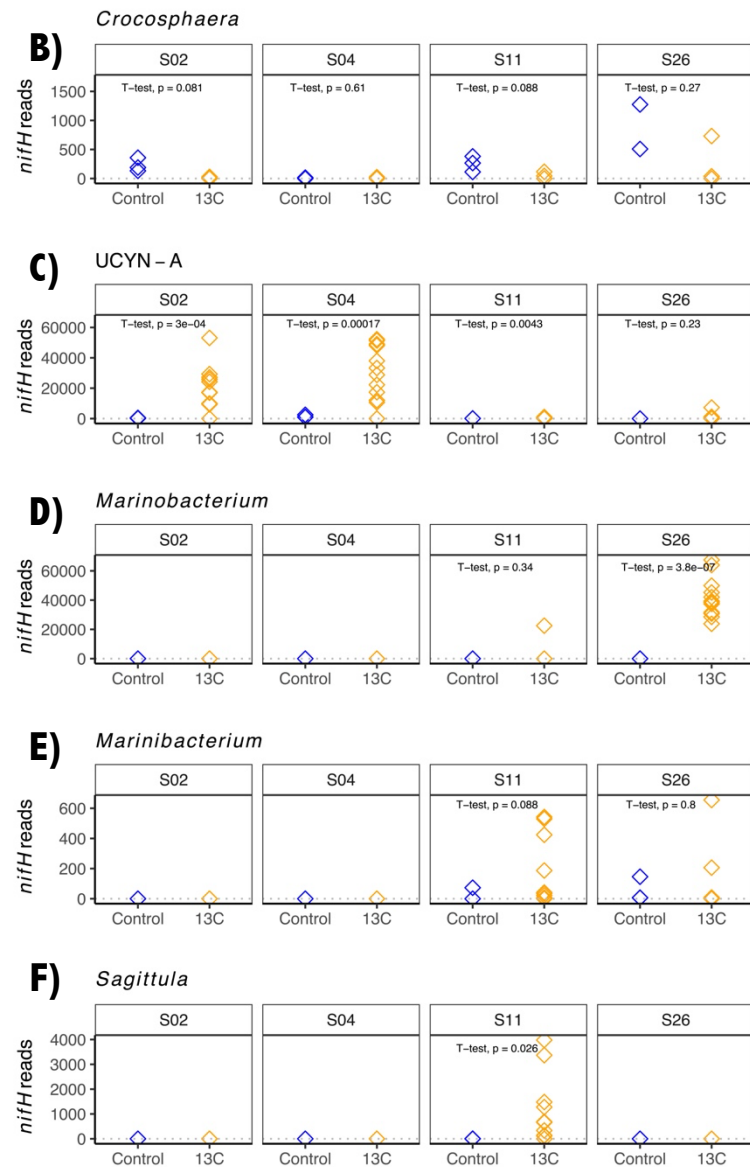 Crocosphaera
B)
S02 S04 S11 S26
T-test, p = 0.081 T-test, p = 0.61 T-test, p = 0.088 T-test, p = 0.27
nifH reads
1500
1000
500
0
Control 13C Control 13C Control 13C Control 13C
C) UCYN-A
S02 S04 S11 S26
T-test, p = 3e-04 T-test, p = 0.00017 T-test, p = 0.0043 T-test, p = 0.23
nifH reads
60000
40000
20000
0
Control 13C Control 13C Control 13C Control 13C
Marinobacterium
D)
S02 S04 S11 S26
T-test, p = 0.34 T-test, p = 3.8e-07
nifH reads
60000
40000
20000
0
Control 13C Control 13C Control 13C Control 13C
E) Marinibacterium
S02 S04 S11 S26
T-test, p = 0.088 T-test, p = 0.8
nifH reads
600
400
200
0
Control 13C Control 13C Control 13C Control 13C
F) Sagittula
S02 S04 S11 S26
T-test, p = 0.026
nifH reads
4000
3000
2000
1000
0
Control 13C Control 13C Control 13C Control 13C